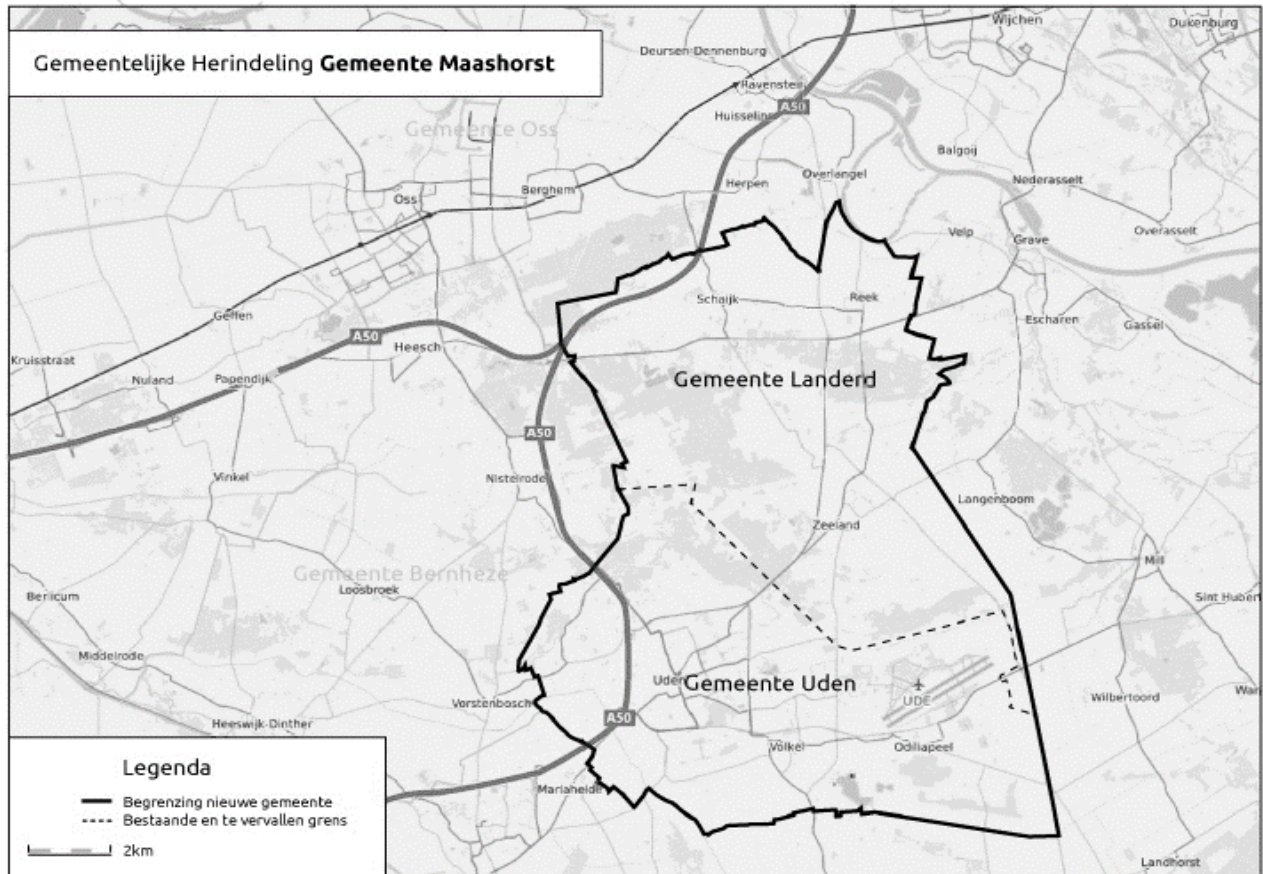 Wijchen
Dukenburg
Deursen-Dennenburg
Gemeentelijke Herindeling Gemeente Maashorst
Ravenstein
A50
Huisseling
Gemeente Oss
Balgoij
Overlangel
Nederasselt
Herpen
Berghem
Oss
Velp
Grave
Overasselt
Schaijk
Reek
Geffen
Escharen
Gassel
A50
Heesch
Kruisstraat
Nuland
Papendijk
Gemeente Landerd
A50
Vinkel
Nistelrode
Langenboom
Zeeland
Mill
Gemeente Bernheze
Loosbroek
Berlicum
Sint Huber
Middelrode
Uden
Gemeente Uden
UDE
Wilbertoord
Wan
Vorstenbosch
Heeswijk-Dinther
A50
Volkel
Odiliapeel
Legenda
Mariaheide
Begrenzing nieuwe gemeente
Bestaande en te vervallen grens
2km
Landhorst